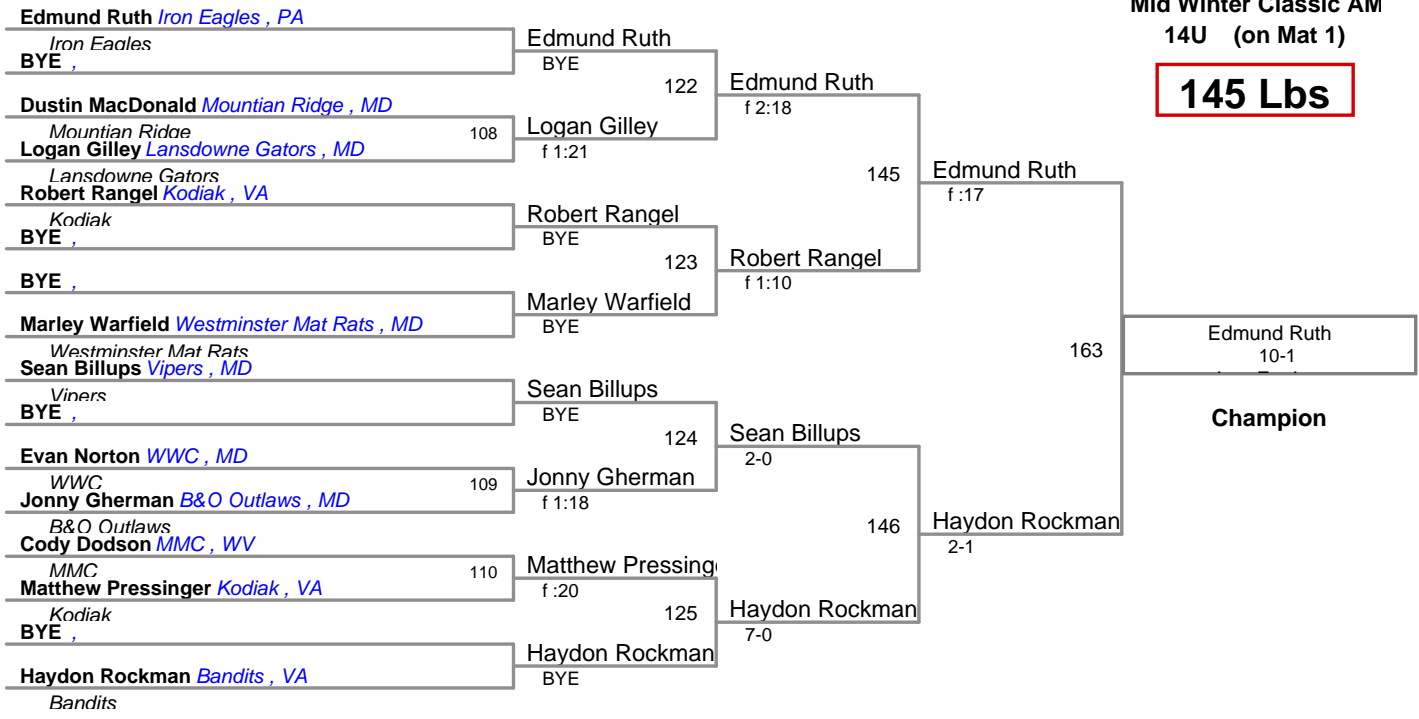 Mid Winter Classic AM
14U (on Mat 1)
145 Lbs
Edmund Ruth Iron Eagles , PA
Iron Eagles
BYE ,
Dustin MacDonald Mountian Ridge , MD
Mountian Ridge
108
Logan Gilley Lansdowne Gators , MD
Lansdowne Gators
Robert Rangel Kodiak , VA
Kodiak
BYE ,
BYE ,
Marley Warfield Westminster Mat Rats , MD
Westminster Mat Rats
Sean Billups Vipers , MD
Vipers
BYE ,
Evan Norton WWC , MD
WWC
109
Jonny Gherman B&O Outlaws , MD
B&O Outlaws
Cody Dodson MMC , WV
MMC
110
Matthew Pressinger Kodiak , VA
Kodiak
BYE ,
Haydon Rockman Bandits , VA
Bandits
Edmund Ruth
BYE
122
Logan Gilley
f 1:21
Robert Rangel
BYE
123
Marley Warfield
BYE
Sean Billups
BYE
124
Jonny Gherman
f 1:18
Matthew Pressing
f :20
125
Haydon Rockman
BYE
Edmund Ruth
f 2:18
145
Robert Rangel
f 1:10
Sean Billups
2-0
146
Haydon Rockman
7-0
Edmund Ruth
f :17
163
Haydon Rockman
2-1
Edmund Ruth
10-1
Champion